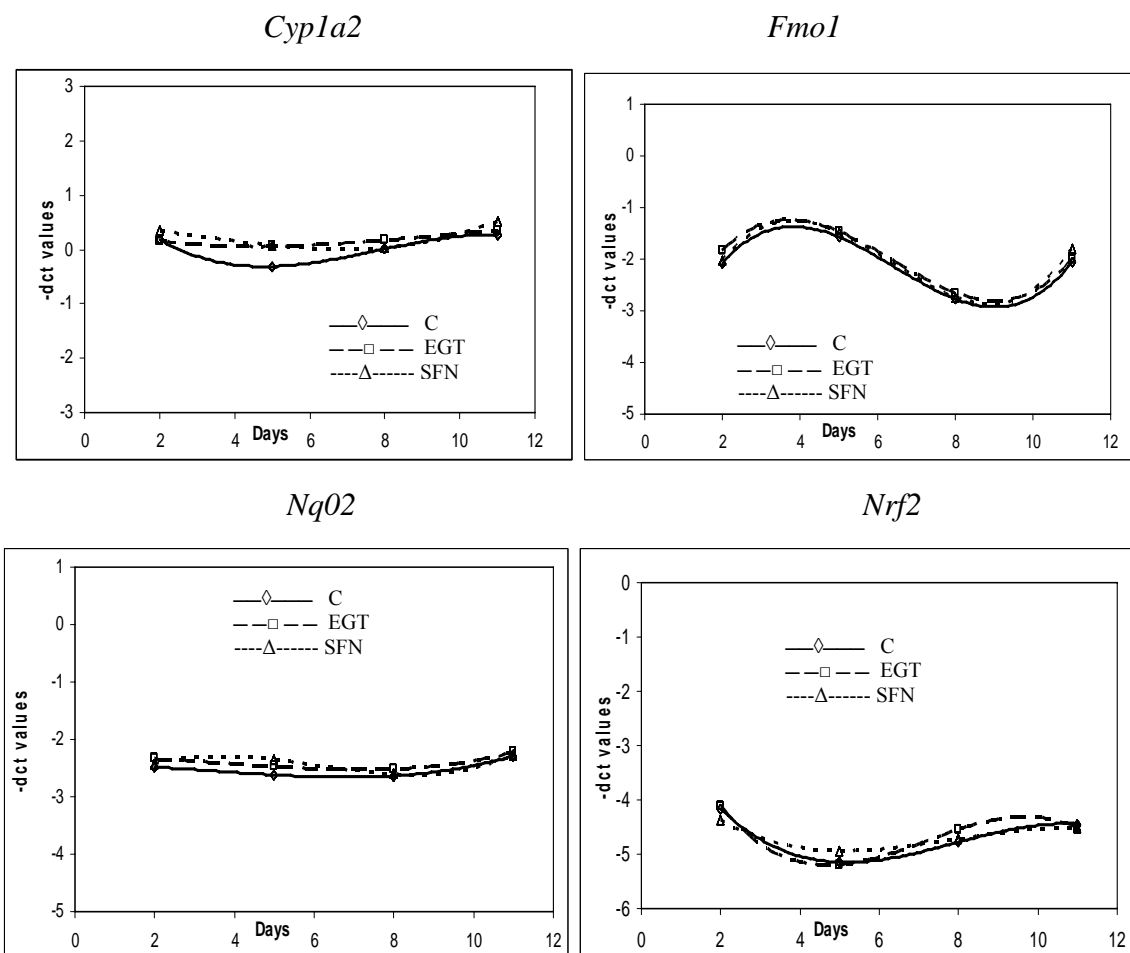 Cyp1a2
3
2
1
0
-1
-2
-3
-dct values
C
EGT
SFN
Days
0 2 4 6 8 10 12
Fmo1
1
0
-1
-2
-3
-4
-5
-dct values
C
EGT
SFN
Days
0 2 4 6 8 10 12
Nq02
1
0
-1
-2
-3
-4
-5
-dct values
C
EGT
SFN
Days
0 2 4 6 8 10 12
Nrf2
0
-1
-2
-3
-4
-5
-6
-dct values
C
EGT
SFN
Days
0 2 4 6 8 10 12